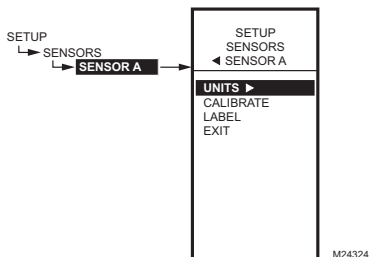 SETUP
SENSORS
SENSOR A
SETUP
SENSORS
◄ SENSOR A
UNITS ►
CALIBRATE
LABEL
EXIT
M24324